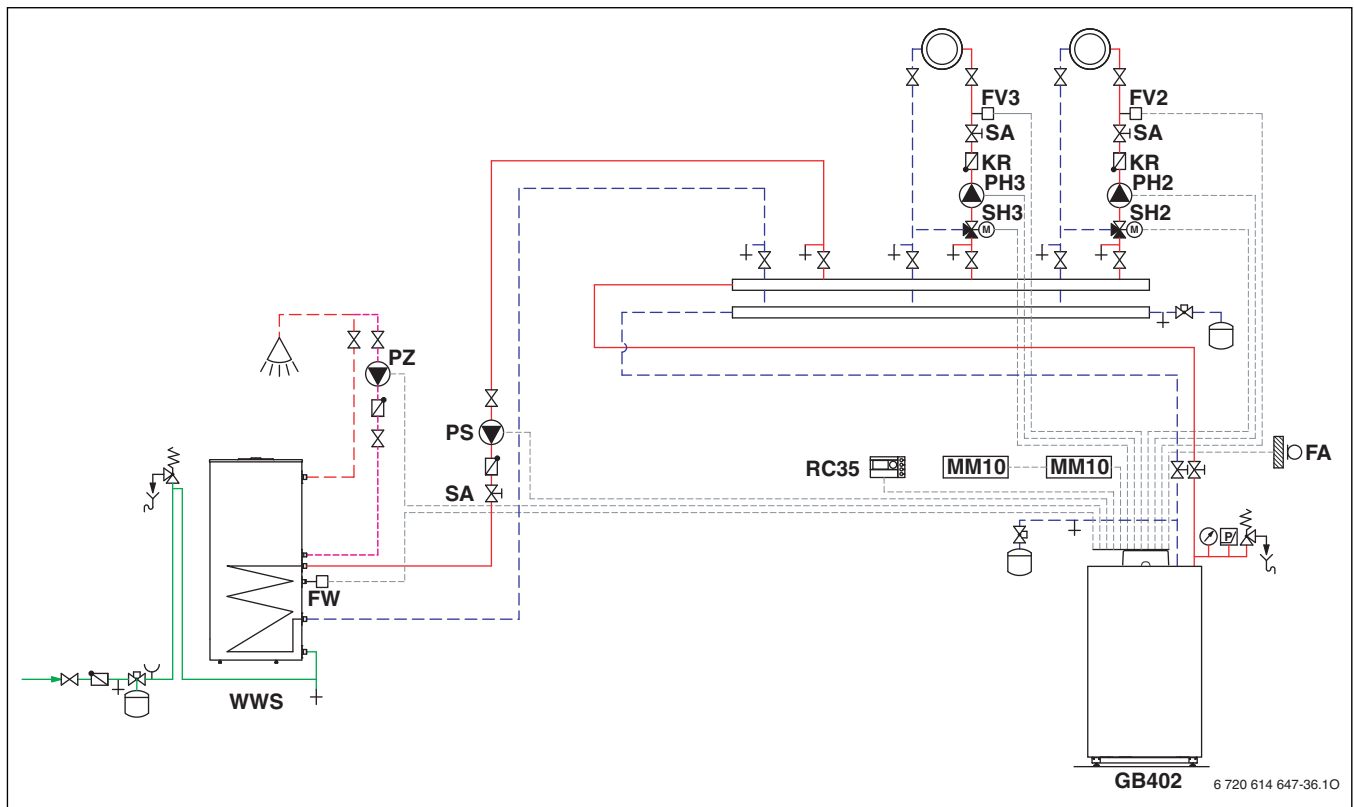 FV3
FV2
SA
SA
KR
KR
PH3
PH2
SH3
SH2
M
M
PZ
PS
SA
RC35
MM10
MM10
FA
P/
FW
WWS
GB402
6 720 614 647-36.1O